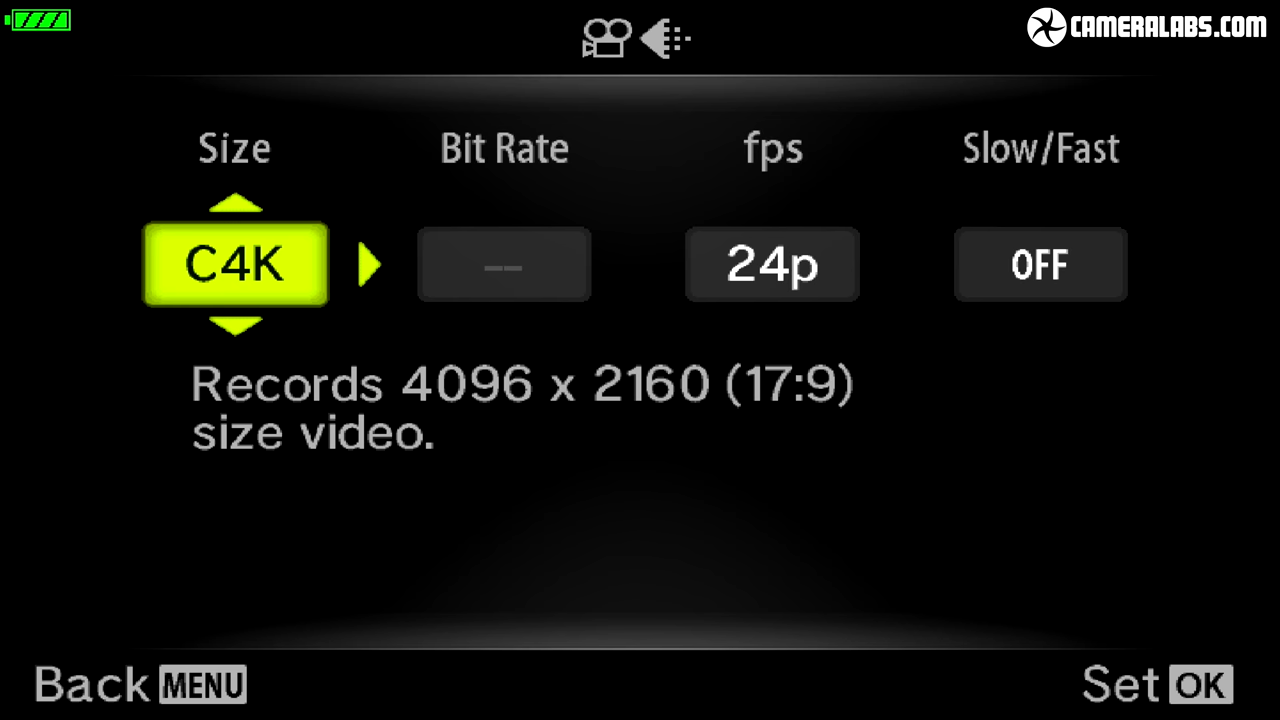 CAMERALABS.COM
Size Bit Rate fps Slow/Fast
C4K -- 24p OFF
Records 4096 x 2160 (17:9)
size video.
Back MENU Set OK